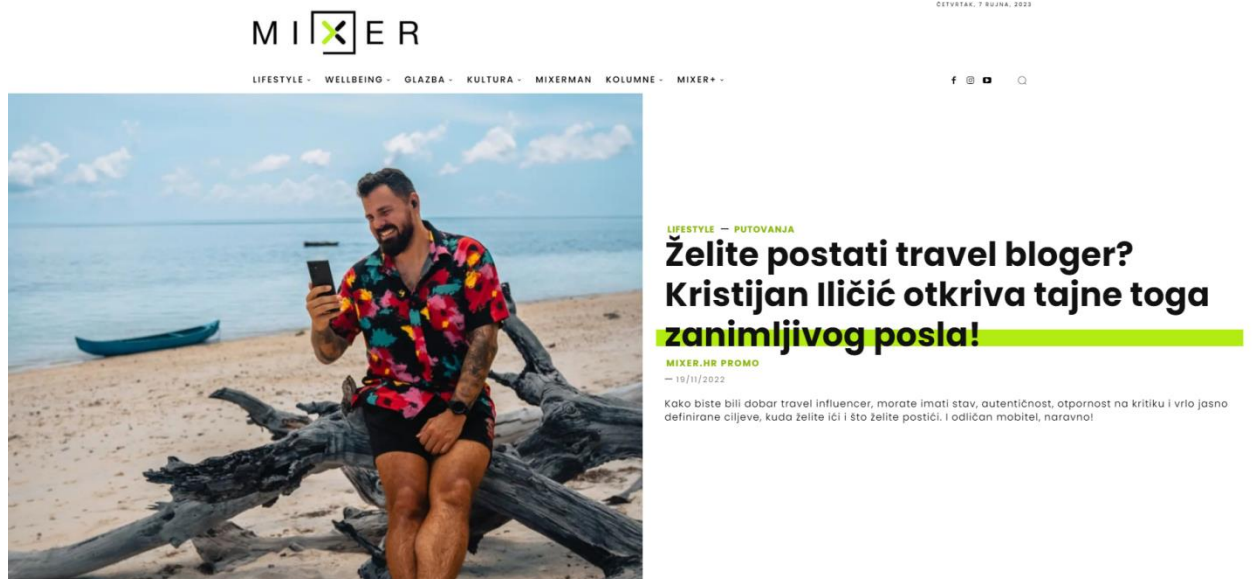 ČETVRTAK, 7 RUJNA, 2023
MIXER
LIFESTYLE WELLBEING GLAZBA KULTURA MIXERMAN KOLUMNE MIXER+
LIFESTYLE — PUTOVANJA
Želite postati travel bloger?
Kristijan Iličić otkriva tajne toga
zanimljivog posla!
MIXER.HR PROMO
— 19/11/2022
Kako biste bili dobar travel influencer, morate imati stav, autentičnost, otpornost na kritiku i vrlo jasno
definirane ciljeve, kuda želite ići i što želite postići. I odličan mobitel, naravno!